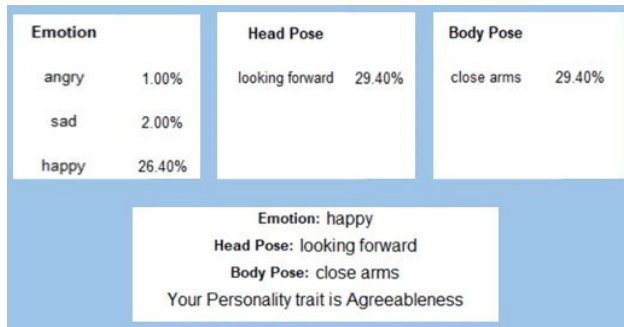 Emotion
angry 1.00%
sad 2.00%
happy 26.40%
Head Pose
looking forward 29.40%
Body Pose
close arms 29.40%
Emotion: happy
Head Pose: looking forward
Body Pose: close arms
Your Personality trait is Agreeableness